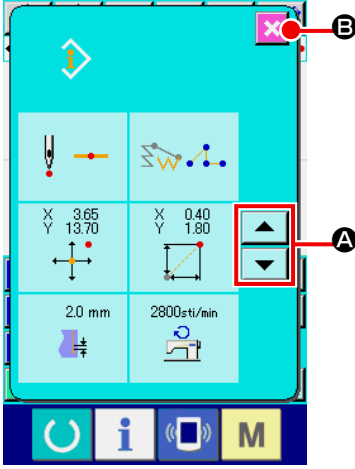 B
X 3.65
Y 13.70
X 0.40
Y 1.80
A
2.0 mm
2800sti/min
i
M